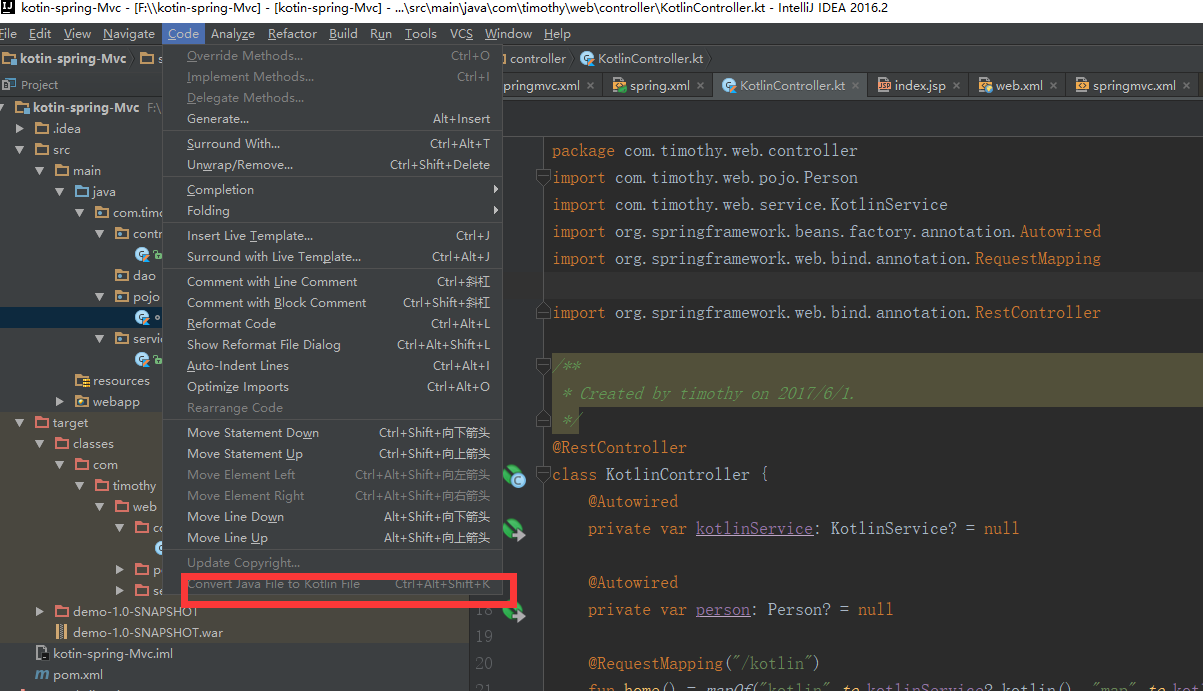 kotin-spring-Mvc - [F:\\kotin-spring-Mvc] - [kotin-spring-Mvc] - ...\src\main\java\com\timothy\web\controller\KotlinController.kt - IntelliJ IDEA 2016.2
File Edit View Navigate Code Analyze Refactor Build Run Tools VCS Window Help
kotin-spring-Mvc s controller KotlinController.kt
Project
pringmvc.xml spring.xml KotlinController.kt index.jsp web.xml springmvc.xml
kotin-spring-Mvc F:\
.idea
src
main
java
com.timo
contr
dao
pojo
servi
resources
webapp
target
classes
com
timothy
web
co
p
se
demo-1.0-SNAPSHOT
demo-1.0-SNAPSHOT.war
kotin-spring-Mvc.iml
pom.xml
Override Methods... Ctrl+O
Implement Methods... Ctrl+I
Delegate Methods...
Generate... Alt+Insert
Surround With... Ctrl+Alt+T
Unwrap/Remove... Ctrl+Shift+Delete
Completion
Folding
Insert Live Template... Ctrl+J
Surround with Live Template... Ctrl+Alt+J
Comment with Line Comment Ctrl+斜杠
Comment with Block Comment Ctrl+Shift+斜杠
Reformat Code Ctrl+Alt+L
Show Reformat File Dialog Ctrl+Alt+Shift+L
Auto-Indent Lines Ctrl+Alt+I
Optimize Imports Ctrl+Alt+O
Rearrange Code
Move Statement Down Ctrl+Shift+向下箭头
Move Statement Up Ctrl+Shift+向上箭头
Move Element Left Ctrl+Alt+Shift+向左箭头
Move Element Right Ctrl+Alt+Shift+向右箭头
Move Line Down Alt+Shift+向下箭头
Move Line Up Alt+Shift+向上箭头
Update Copyright...
Convert Java File to Kotlin File Ctrl+Alt+Shift+K
package com.timothy.web.controller
import com.timothy.web.pojo.Person
import com.timothy.web.service.KotlinService
import org.springframework.beans.factory.annotation.Autowired
import org.springframework.web.bind.annotation.RequestMapping
import org.springframework.web.bind.annotation.RestController
/**
* Created by timothy on 2017/6/1.
*/
@RestController
class KotlinController {
@Autowired
private var kotlinService: KotlinService? = null
@Autowired
18 private var person: Person? = null
19
20 @RequestMapping("/kotlin")
21 fun home() = mapOf("kotlin" to kotlinService?.kotlin(), "map" to kot